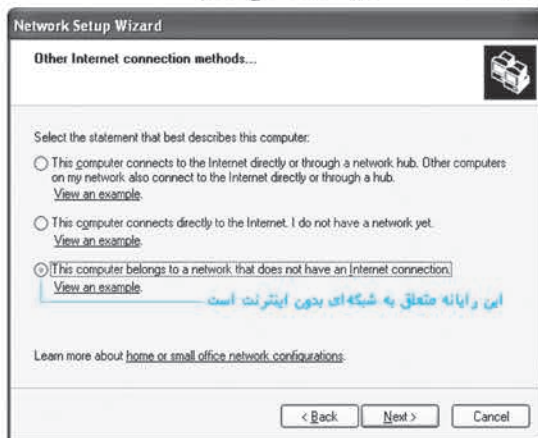 Network Setup Wizard
Other Internet connection methods...
Select the statement that best describes this computer:
This computer connects to the Internet directly or through a network hub. Other computers
on my network also connect to the Internet directly or through a hub.
View an example.
This computer connects directly to the Internet. I do not have a network yet.
View an example.
This computer belongs to a network that does not have an Internet connection.
View an example.
این رایانه متعلق به شبکه‌ای بدون اینترنت است
Learn more about home or small office network configurations.
< Back
Next >
Cancel